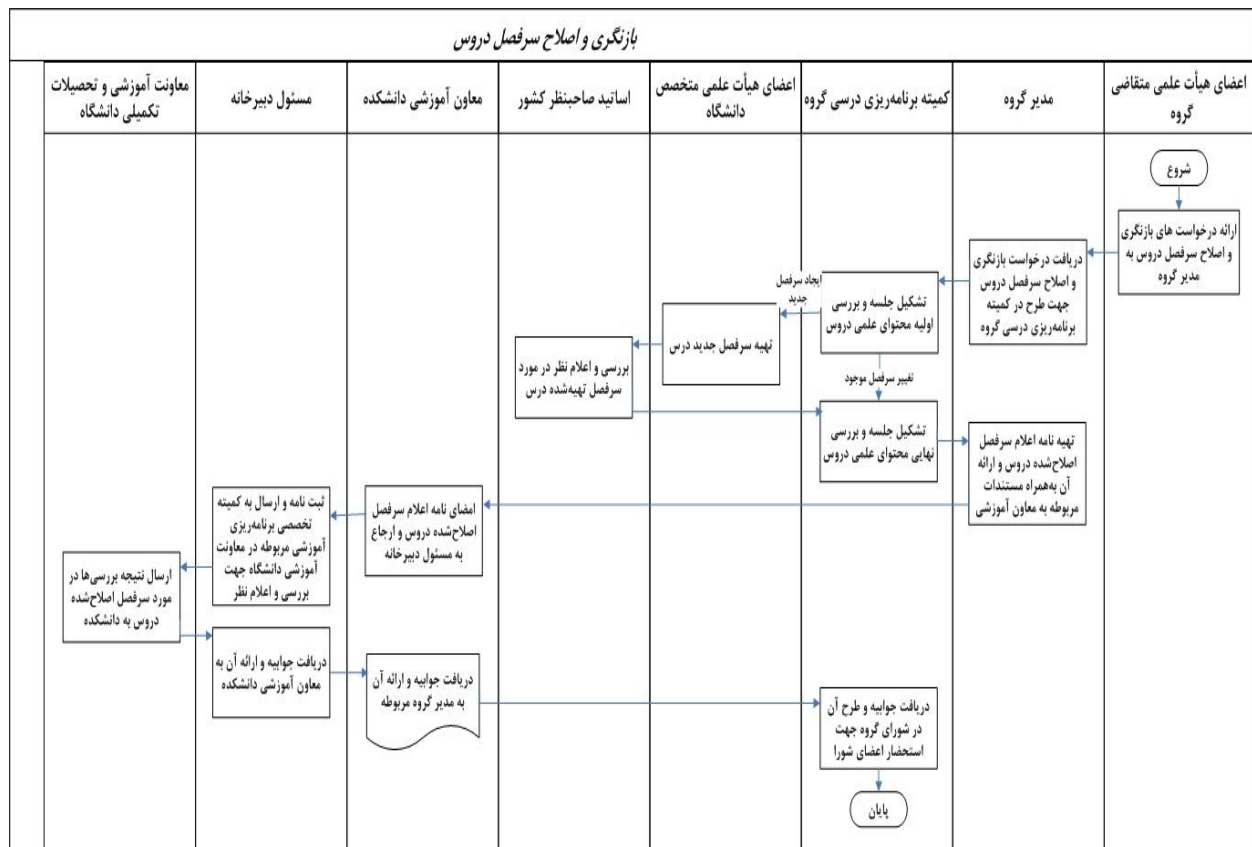 بازنگری و اصلاح سرفصل دروس
اعضای هیأت علمی متقاضی
گروه
مدیر گروه
کمیته برنامه‌ریزی درسی گروه
اعضای هیأت علمی متخصص
دانشگاه
اساتید صاحبنظر کشور
معاون آموزشی دانشکده
مسئول دبیرخانه
معاونت آموزشی و تحصیلات
تکمیلی دانشگاه
شروع
ارائه درخواست های بازنگری
و اصلاح سرفصل دروس به
مدیر گروه
دریافت درخواست بازنگری
و اصلاح سرفصل دروس
جهت طرح در کمیته
برنامه‌ریزی درسی گروه
تشکیل جلسه و بررسی
اولیه محتوای علمی دروس
ایجاد سرفصل
جدید
تهیه سرفصل جدید درس
بررسی و اعلام نظر در مورد
سرفصل تهیه‌شده درس
تغییر سرفصل موجود
تشکیل جلسه و بررسی
نهایی محتوای علمی دروس
تهیه نامه اعلام سرفصل
اصلاح‌شده دروس و ارائه
آن به‌همراه مستندات
مربوطه به معاون آموزشی
امضای نامه اعلام سرفصل
اصلاح‌شده دروس و ارجاع
به مسئول دبیرخانه
ثبت نامه و ارسال به کمیته
تخصصی برنامه‌ریزی
آموزشی مربوطه در معاونت
آموزشی دانشگاه جهت
بررسی و اعلام نظر
ارسال نتیجه بررسی‌ها در
مورد سرفصل اصلاح‌شده
دروس به دانشکده
دریافت جوابیه و ارائه آن به
معاون آموزشی دانشکده
دریافت جوابیه و ارائه آن
به مدیر گروه مربوطه
دریافت جوابیه و طرح آن
در شورای گروه جهت
استحضار اعضای شورا
پایان